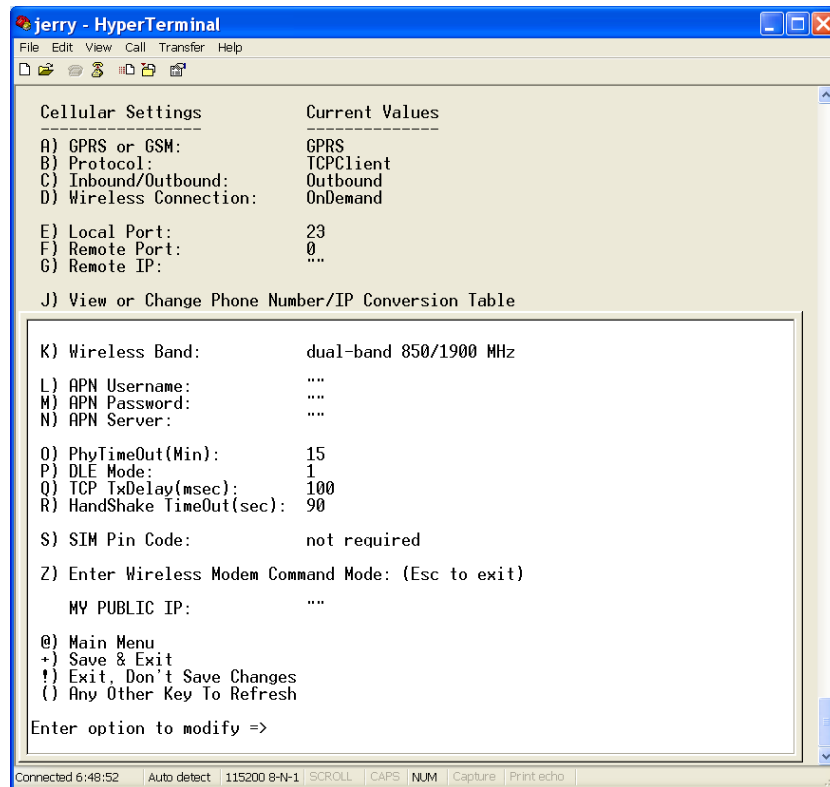 jerry - HyperTerminal
File Edit View Call Transfer Help
Cellular Settings Current Values
----------------- --------------
A) GPRS or GSM: GPRS
B) Protocol: TCPClient
C) Inbound/Outbound: Outbound
D) Wireless Connection: OnDemand
E) Local Port: 23
F) Remote Port: 0
G) Remote IP: ""
J) View or Change Phone Number/IP Conversion Table
K) Wireless Band: dual-band 850/1900 MHz
L) APN Username: ""
M) APN Password: ""
N) APN Server: ""
O) PhyTimeOut(Min): 15
P) DLE Mode: 1
Q) TCP TxDelay(msec): 100
R) HandShake TimeOut(sec): 90
S) SIM Pin Code: not required
Z) Enter Wireless Modem Command Mode: (Esc to exit)
MY PUBLIC IP: ""
@) Main Menu
+) Save & Exit
!) Exit, Don't Save Changes
() Any Other Key To Refresh
Enter option to modify =>
Connected 6:48:52 Auto detect 115200 8-N-1 SCROLL CAPS NUM Capture Print echo